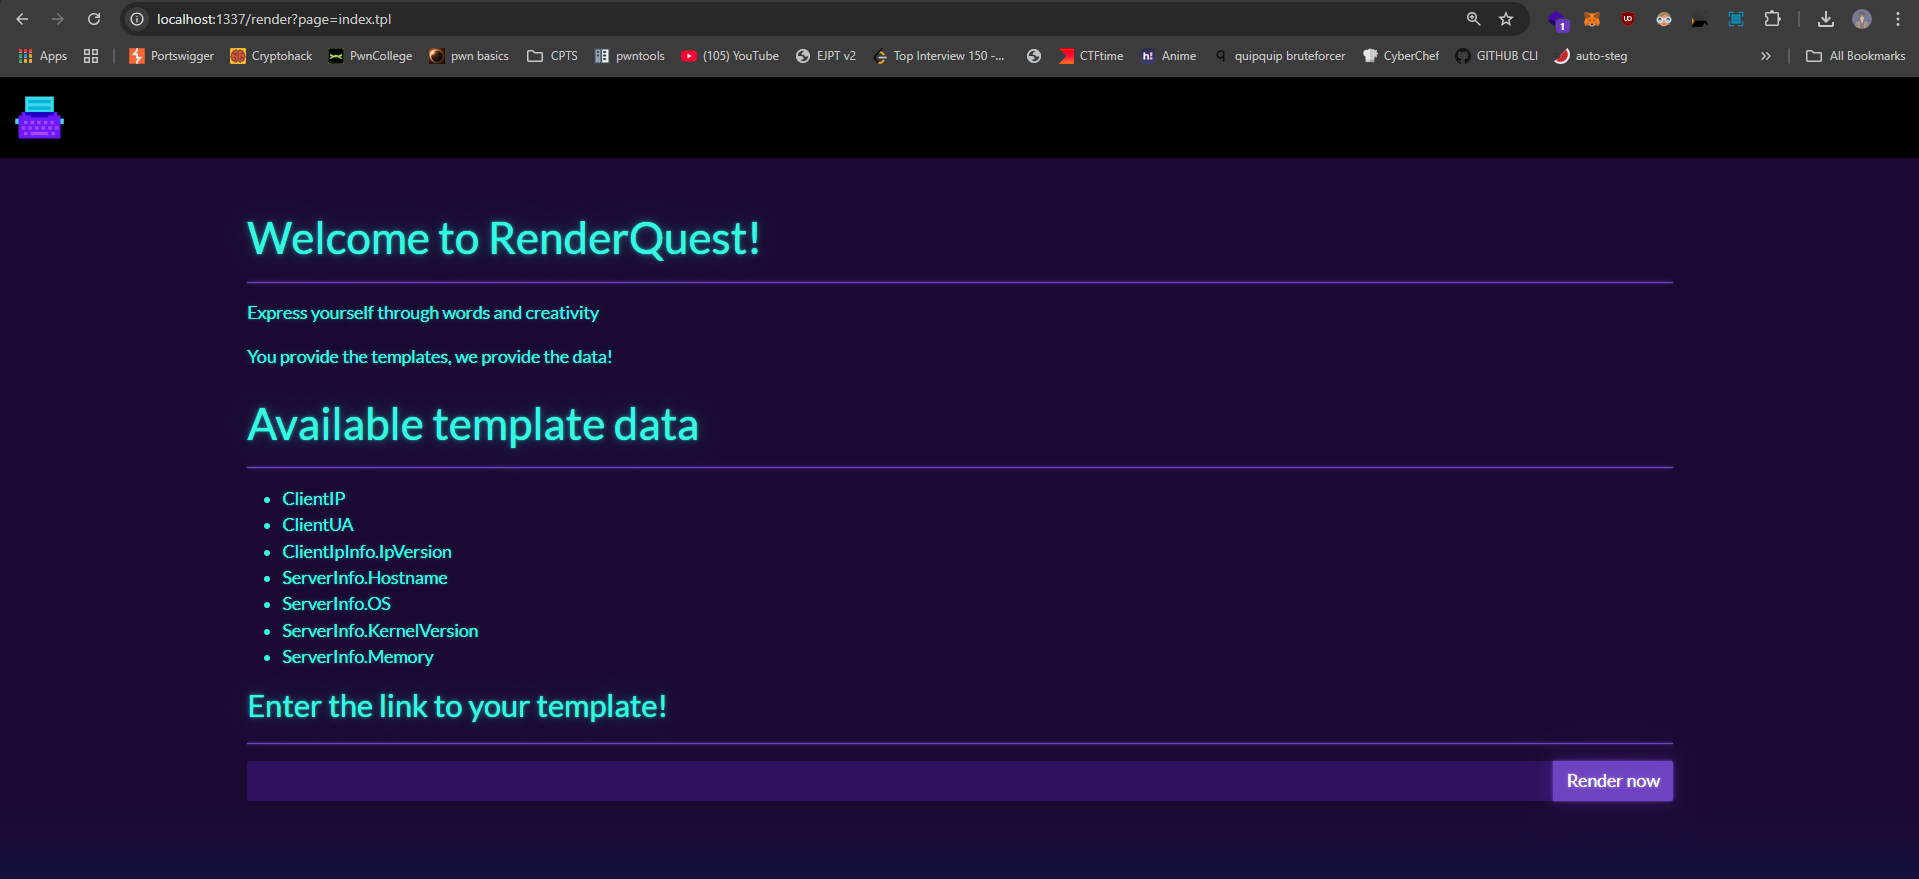 localhost:1337/render?page=index.tpl
1
Apps Portswigger Cryptohack PwnCollege pwn basics CPTS pwntools (105) YouTube EJPT v2 Top Interview 150 -... CTFtime h! Anime q quipquip bruteforcer CyberChef GITHUB CLI auto-steg » All Bookmarks
Welcome to RenderQuest!
Express yourself through words and creativity
You provide the templates, we provide the data!
Available template data
• ClientIP
• ClientUA
• ClientIpInfo.IpVersion
• ServerInfo.Hostname
• ServerInfo.OS
• ServerInfo.KernelVersion
• ServerInfo.Memory
Enter the link to your template!
Render now